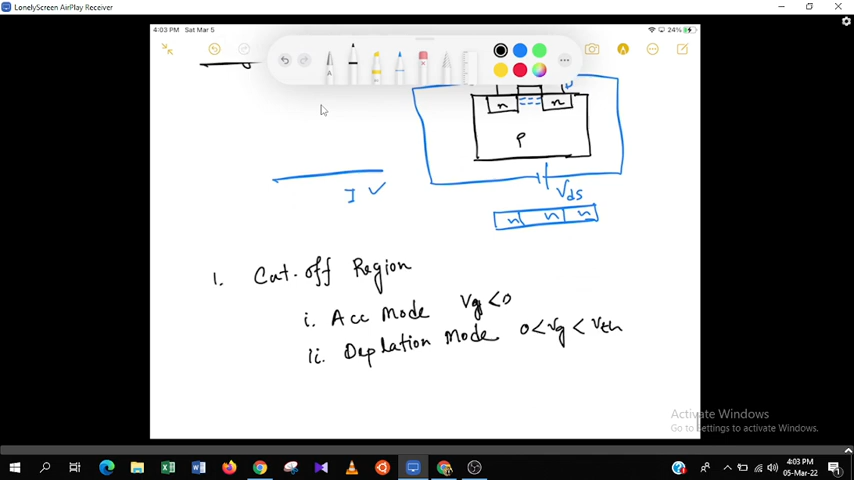 LonelyScreen AirPlay Receiver
4:03 PM Sat Mar 5
24%
n
n
P
Vds
I ✓
n n n
1. Cut-off Region
i. Acc Mode Vg<0
ii. Deplation Mode 0<Vg<Vth
Activate Windows
Go to Settings to activate Windows.
4:03 PM
05-Mar-22